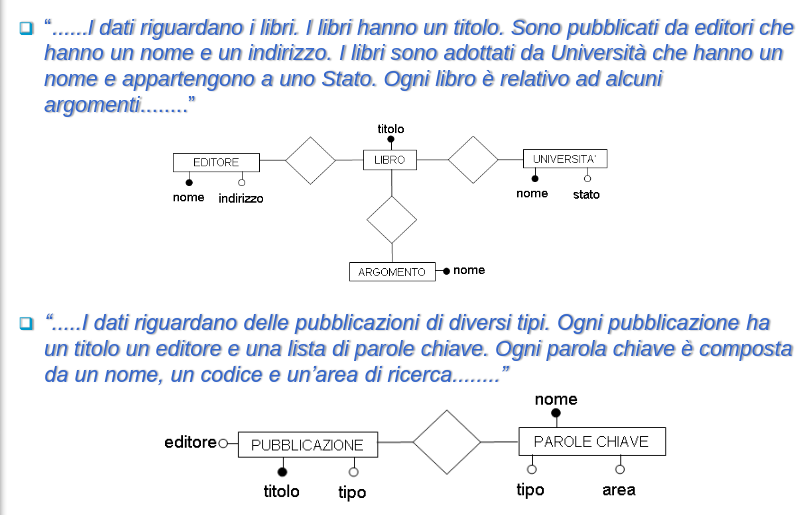 “......I dati riguardano i libri. I libri hanno un titolo. Sono pubblicati da editori che
hanno un nome e un indirizzo. I libri sono adottati da Università che hanno un
nome e appartengono a uno Stato. Ogni libro è relativo ad alcuni
argomenti........”
titolo
EDITORE
LIBRO
UNIVERSITA'
nome
indirizzo
nome
stato
ARGOMENTO
nome
“.....I dati riguardano delle pubblicazioni di diversi tipi. Ogni pubblicazione ha
un titolo un editore e una lista di parole chiave. Ogni parola chiave è composta
da un nome, un codice e un’area di ricerca........”
nome
editore
PUBBLICAZIONE
PAROLE CHIAVE
titolo
tipo
tipo
area